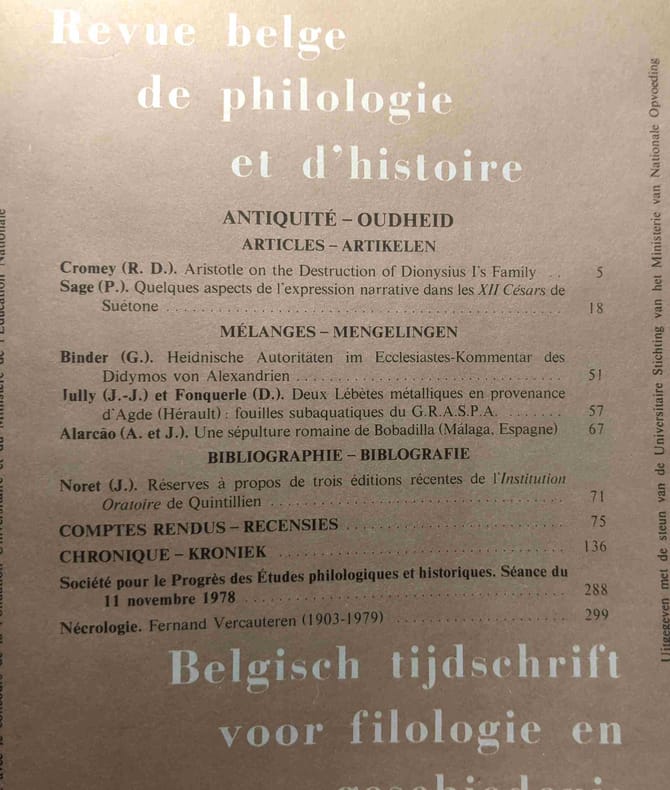 Revue belge
de philologie
et d'histoire
ANTIQUITÉ – OUDHEID
ARTICLES – ARTIKELEN
Cromey (R. D.). Aristotle on the Destruction of Dionysius I's Family . . 5
Sage (P.). Quelques aspects de l'expression narrative dans les XII Césars de
Suétone . . . . . . . . . . . . . . . . . . . . . . . . . . . . . . 18
MÉLANGES – MENGELINGEN
Binder (G.). Heidnische Autoritäten im Ecclesiastes-Kommentar des
Didymos von Alexandrien . . . . . . . . . . . . . . . . . . . . 51
Jully (J.-J.) et Fonquerle (D.). Deux Lébètes métalliques en provenance
d'Agde (Hérault) : fouilles subaquatiques du G.R.A.S.P.A. . . . . . . . 57
Alarcão (A. et J.). Une sépulture romaine de Bobadilla (Málaga, Espagne) 67
BIBLIOGRAPHIE – BIBLOGRAFIE
Noret (J.). Réserves à propos de trois éditions récentes de l'Institution
Oratoire de Quintillien . . . . . . . . . . . . . . . . . . . . . . 71
COMPTES RENDUS – RECENSIES . . . . . . . . . . . . . . . . . . 75
CHRONIQUE – KRONIEK . . . . . . . . . . . . . . . . . . . . . . 136
Société pour le Progrès des Études philologiques et historiques. Séance du
11 novembre 1978 . . . . . . . . . . . . . . . . . . . . . . . . 288
Nécrologie. Fernand Vercauteren (1903-1979) . . . . . . . . . . . . . 299
Belgisch tijdschrift
voor filologie en
geschiedenis
Uitgegeven met de steun van de Universitaire Stichting van het Ministerie van Nationale Opvoeding